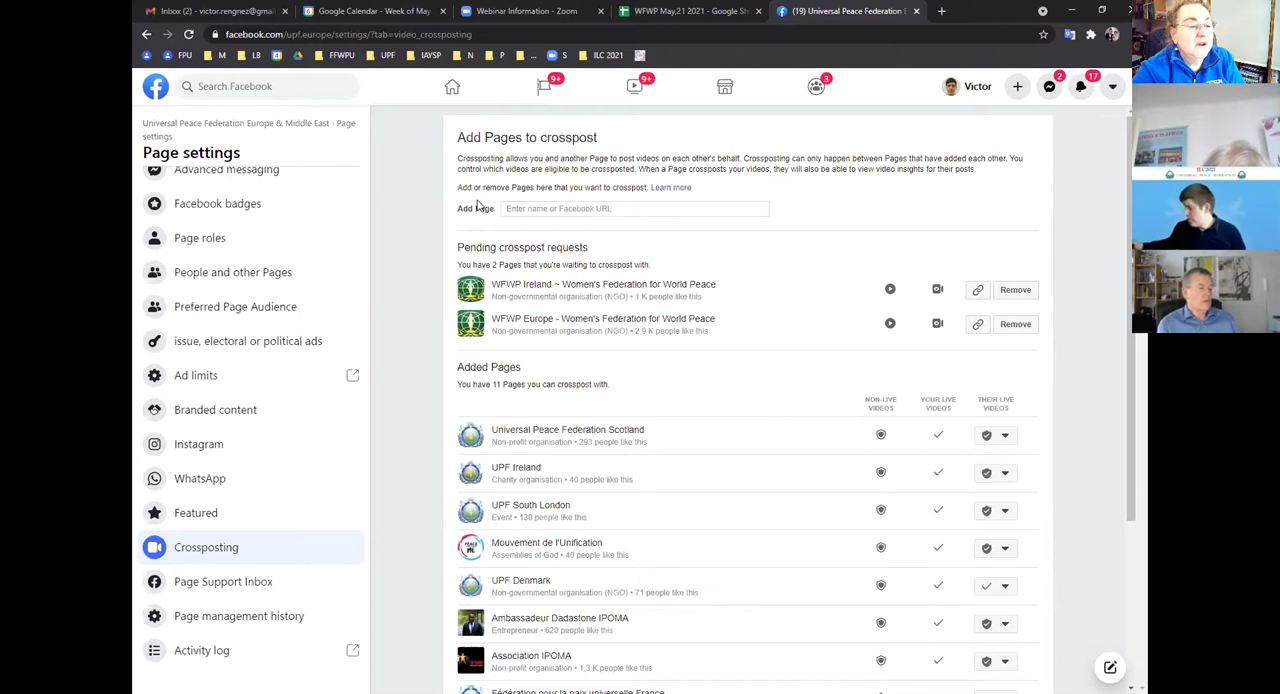 Inbox (2) - victor.rengnez@gmai
Google Calendar - Week of May
Webinar Information - Zoom
WFWP May,21 2021 - Google Sh
(19) Universal Peace Federation E
facebook.com/upf.europe/settings/?tab=video_crossposting
FPU
M
LB
FFWPU
UPF
IAYSP
N
P
...
S
ILC 2021
Search Facebook
9+
9+
3
Victor
2
17
Universal Peace Federation Europe & Middle East › Page
settings
Page settings
Advanced messaging
Facebook badges
Page roles
People and other Pages
Preferred Page Audience
issue, electoral or political ads
Ad limits
Branded content
Instagram
WhatsApp
Featured
Crossposting
Page Support Inbox
Page management history
Activity log
Add Pages to crosspost
Crossposting allows you and another Page to post videos on each other's behalf. Crossposting can only happen between Pages that have added each other. You
control which videos are eligible to be crossposted. When a Page crossposts your videos, they will also be able to view video insights for their posts.
Add or remove Pages here that you want to crosspost. Learn more
Add Page
Enter name or Facebook URL
Pending crosspost requests
You have 2 Pages that you're waiting to crosspost with.
WFWP Ireland ~ Women's Federation for World Peace
Non-governmental organisation (NGO) • 1 K people like this
Remove
WFWP Europe - Women's Federation for World Peace
Non-governmental organisation (NGO) • 2,9 K people like this
Remove
Added Pages
You have 11 Pages you can crosspost with.
NON-LIVE VIDEOS
YOUR LIVE VIDEOS
THEIR LIVE VIDEOS
Universal Peace Federation Scotland
Non-profit organisation • 293 people like this
UPF Ireland
Charity organisation • 40 people like this
UPF South London
Event • 130 people like this
Mouvement de l'Unification
Assemblies of God • 40 people like this
UPF Denmark
Non-governmental organisation (NGO) • 71 people like this
Ambassadeur Dadastone IPOMA
Entrepreneur • 620 people like this
Association IPOMA
Non-profit organisation • 1,3 K people like this
Fédération pour la paix universelle France